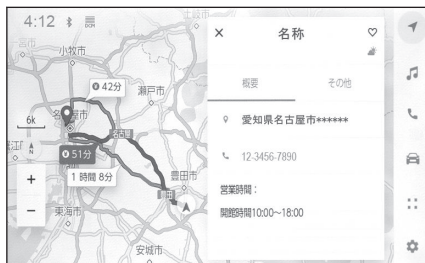 4:12
小牧市
42分
瀬戸市
6k
名古屋
51分
1 時間 8分
豊田市
東海市
安城市
名称
概要
その他
愛知県名古屋市******
12-3456-7890
営業時間：
開館時間10:00～18:00